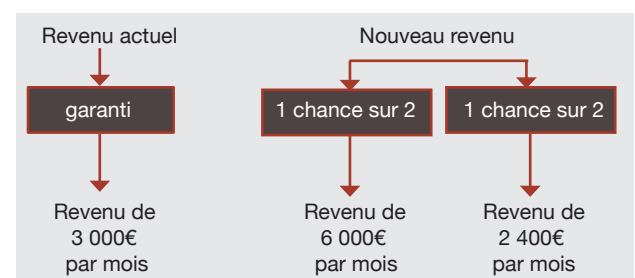 Revenu actuel
Nouveau revenu
garanti
1 chance sur 2
1 chance sur 2
Revenu de
3 000€
par mois
Revenu de
6 000€
par mois
Revenu de
2 400€
par mois